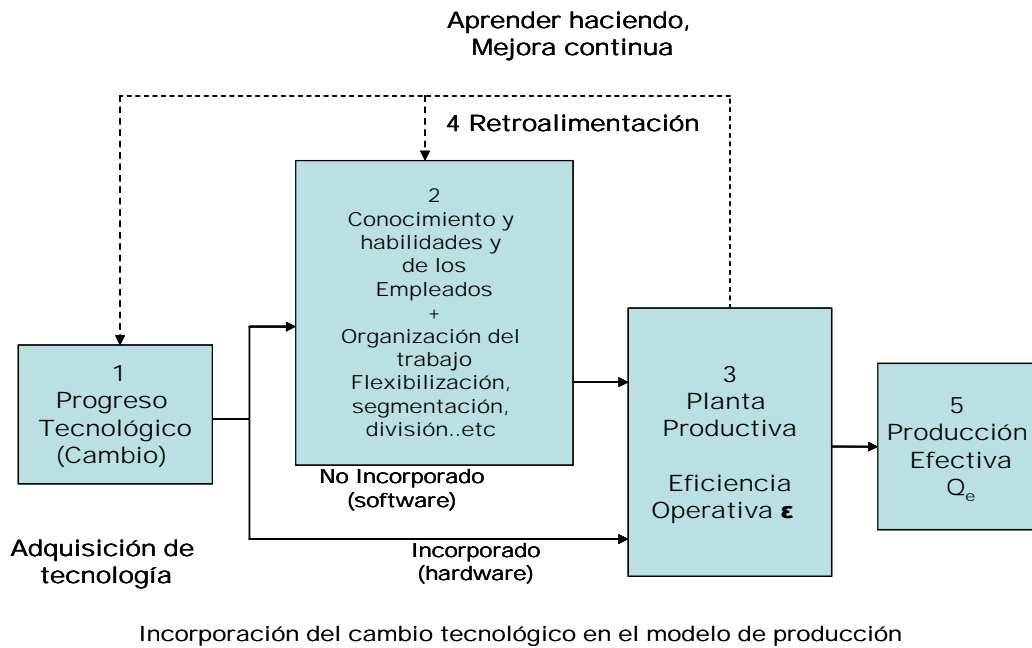 Aprender haciendo,
Mejora continua
4 Retroalimentación
2
Conocimiento y
habilidades y
de los
Empleados
+
Organización del
trabajo
Flexibilización,
segmentación,
división..etc
No Incorporado
(software)
1
Progreso
Tecnológico
(Cambio)
3
Planta
Productiva
Eficiencia
Operativa ε
5
Producción
Efectiva
Qe
Adquisición de
tecnología
Incorporado
(hardware)
Incorporación del cambio tecnológico en el modelo de producción